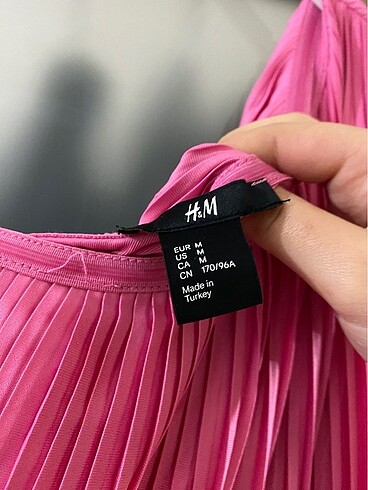 H&M
EUR M
US M
CA M
CN 170/96A
Made in
Turkey